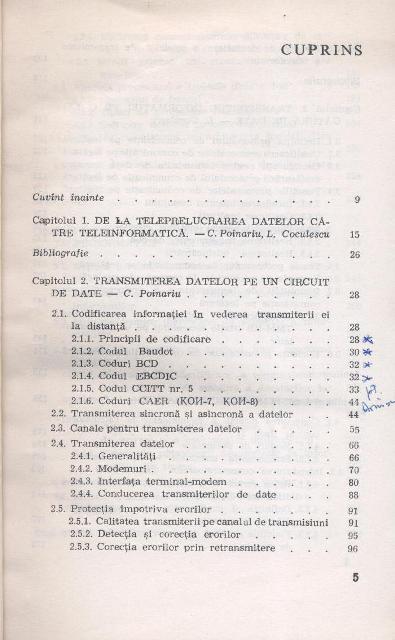 CUPRINS
Cuvînt înainte . . . . . . . . . . . . . 9
Capitolul 1. DE LA TELEPRELUCRAREA DATELOR CĂ-
TRE TELEINFORMATICĂ. — C. Poinariu, L. Coculescu 15
Bibliografie . . . . . . . . . . . . . . 26
Capitolul 2. TRANSMITEREA DATELOR PE UN CIRCUIT
DE DATE — C. Poinariu . . . . . . . . . 28
2.1. Codificarea informației în vederea transmiterii ei
la distanță . . . . . . . . . . . . 28
2.1.1. Principii de codificare . . . . . . . 28 *
2.1.2. Codul Baudot . . . . . . . . . 30 *
2.1.3. Coduri BCD . . . . . . . . . . 32 *
2.1.4. Codul EBCDIC . . . . . . . . . 32 *
2.1.5. Codul CCITT nr. 5 . . . . . . . . 33
2.1.6. Coduri CAER (КОИ-7, КОИ-8) . . . . . 44
2.2. Transmiterea sincronă și asincronă a datelor . . 44
2.3. Canale pentru transmiterea datelor . . . . . 55
2.4. Transmiterea datelor . . . . . . . . . 66
2.4.1. Generalități . . . . . . . . . . 66
2.4.2. Modemuri . . . . . . . . . . . 70
2.4.3. Interfața terminal-modem . . . . . . 80
2.4.4. Conducerea transmiterilor de date . . . 88
2.5. Protecția împotriva erorilor . . . . . . . 91
2.5.1. Calitatea transmiterii pe canalul de transmisiuni 91
2.5.2. Detecția și corecția erorilor . . . . . 95
2.5.3. Corecția erorilor prin retransmitere . . . 96
5